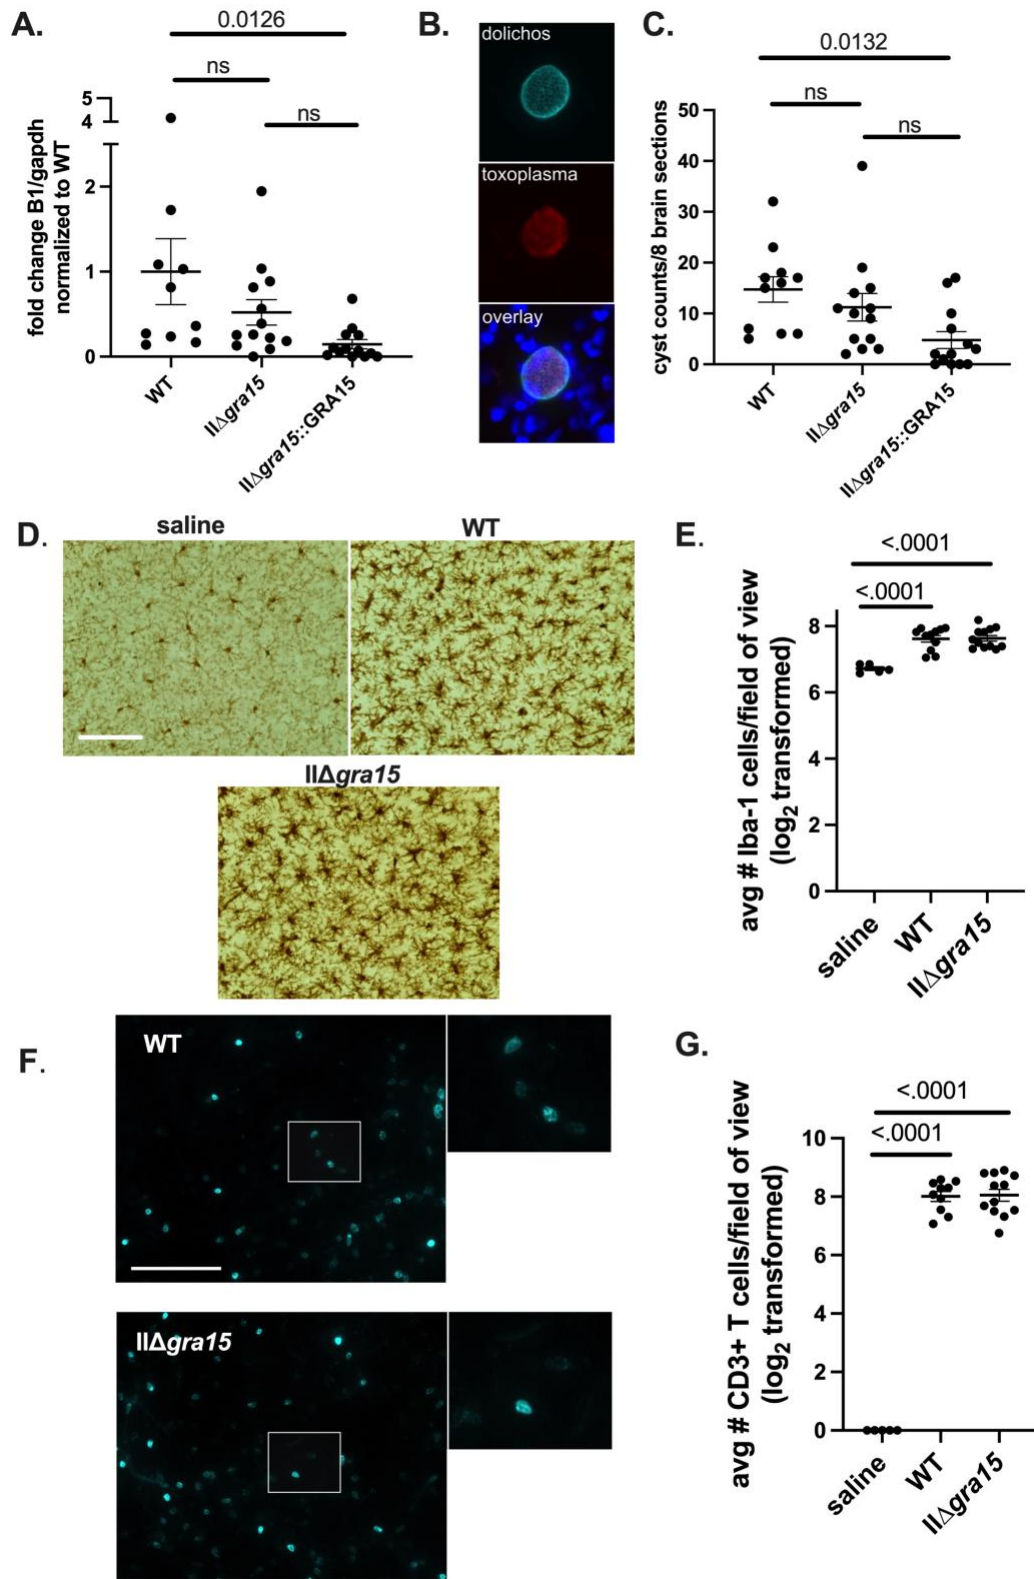 A.
0.0126
ns
ns
fold change B1/gapdh
normalized to WT
5
4
2
1
0
WT
IIΔgra15
IIΔgra15::GRA15
B.
dolichos
toxoplasma
overlay
C.
0.0132
ns
ns
cyst counts/8 brain sections
50
40
30
20
10
0
WT
IIΔgra15
IIΔgra15::GRA15
D.
saline
WT
IIΔgra15
E.
<.0001
<.0001
avg # Iba-1 cells/field of view
(log2 transformed)
8
6
4
2
0
saline
WT
IIΔgra15
F.
WT
IIΔgra15
G.
<.0001
<.0001
avg # CD3+ T cells/field of view
(log2 transformed)
10
8
6
4
2
0
saline
WT
IIΔgra15